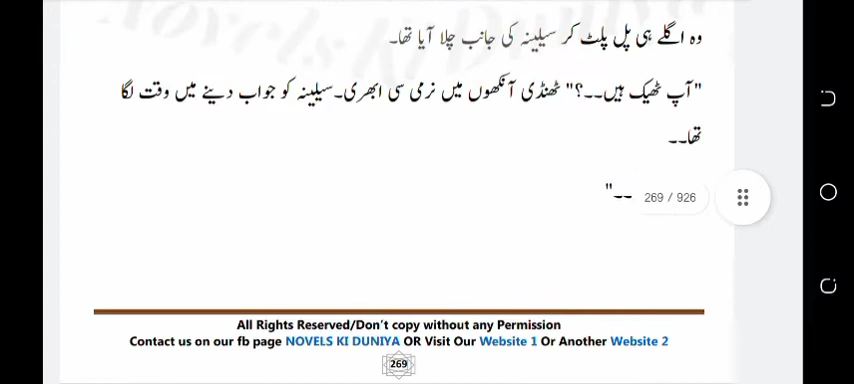 وہ اگلے ہی پل پلٹ کر سیلینہ کی جانب چلا آیا تھا۔
"آپ ٹھیک ہیں۔۔؟" ٹھنڈی آنکھوں میں نرمی سی ابھری۔ سیلینہ کو جواب دینے میں وقت لگا
تھا۔۔
"۔۔
269 / 926
All Rights Reserved/Don't copy without any Permission
Contact us on our fb page NOVELS KI DUNIYA OR Visit Our Website 1 Or Another Website 2
269